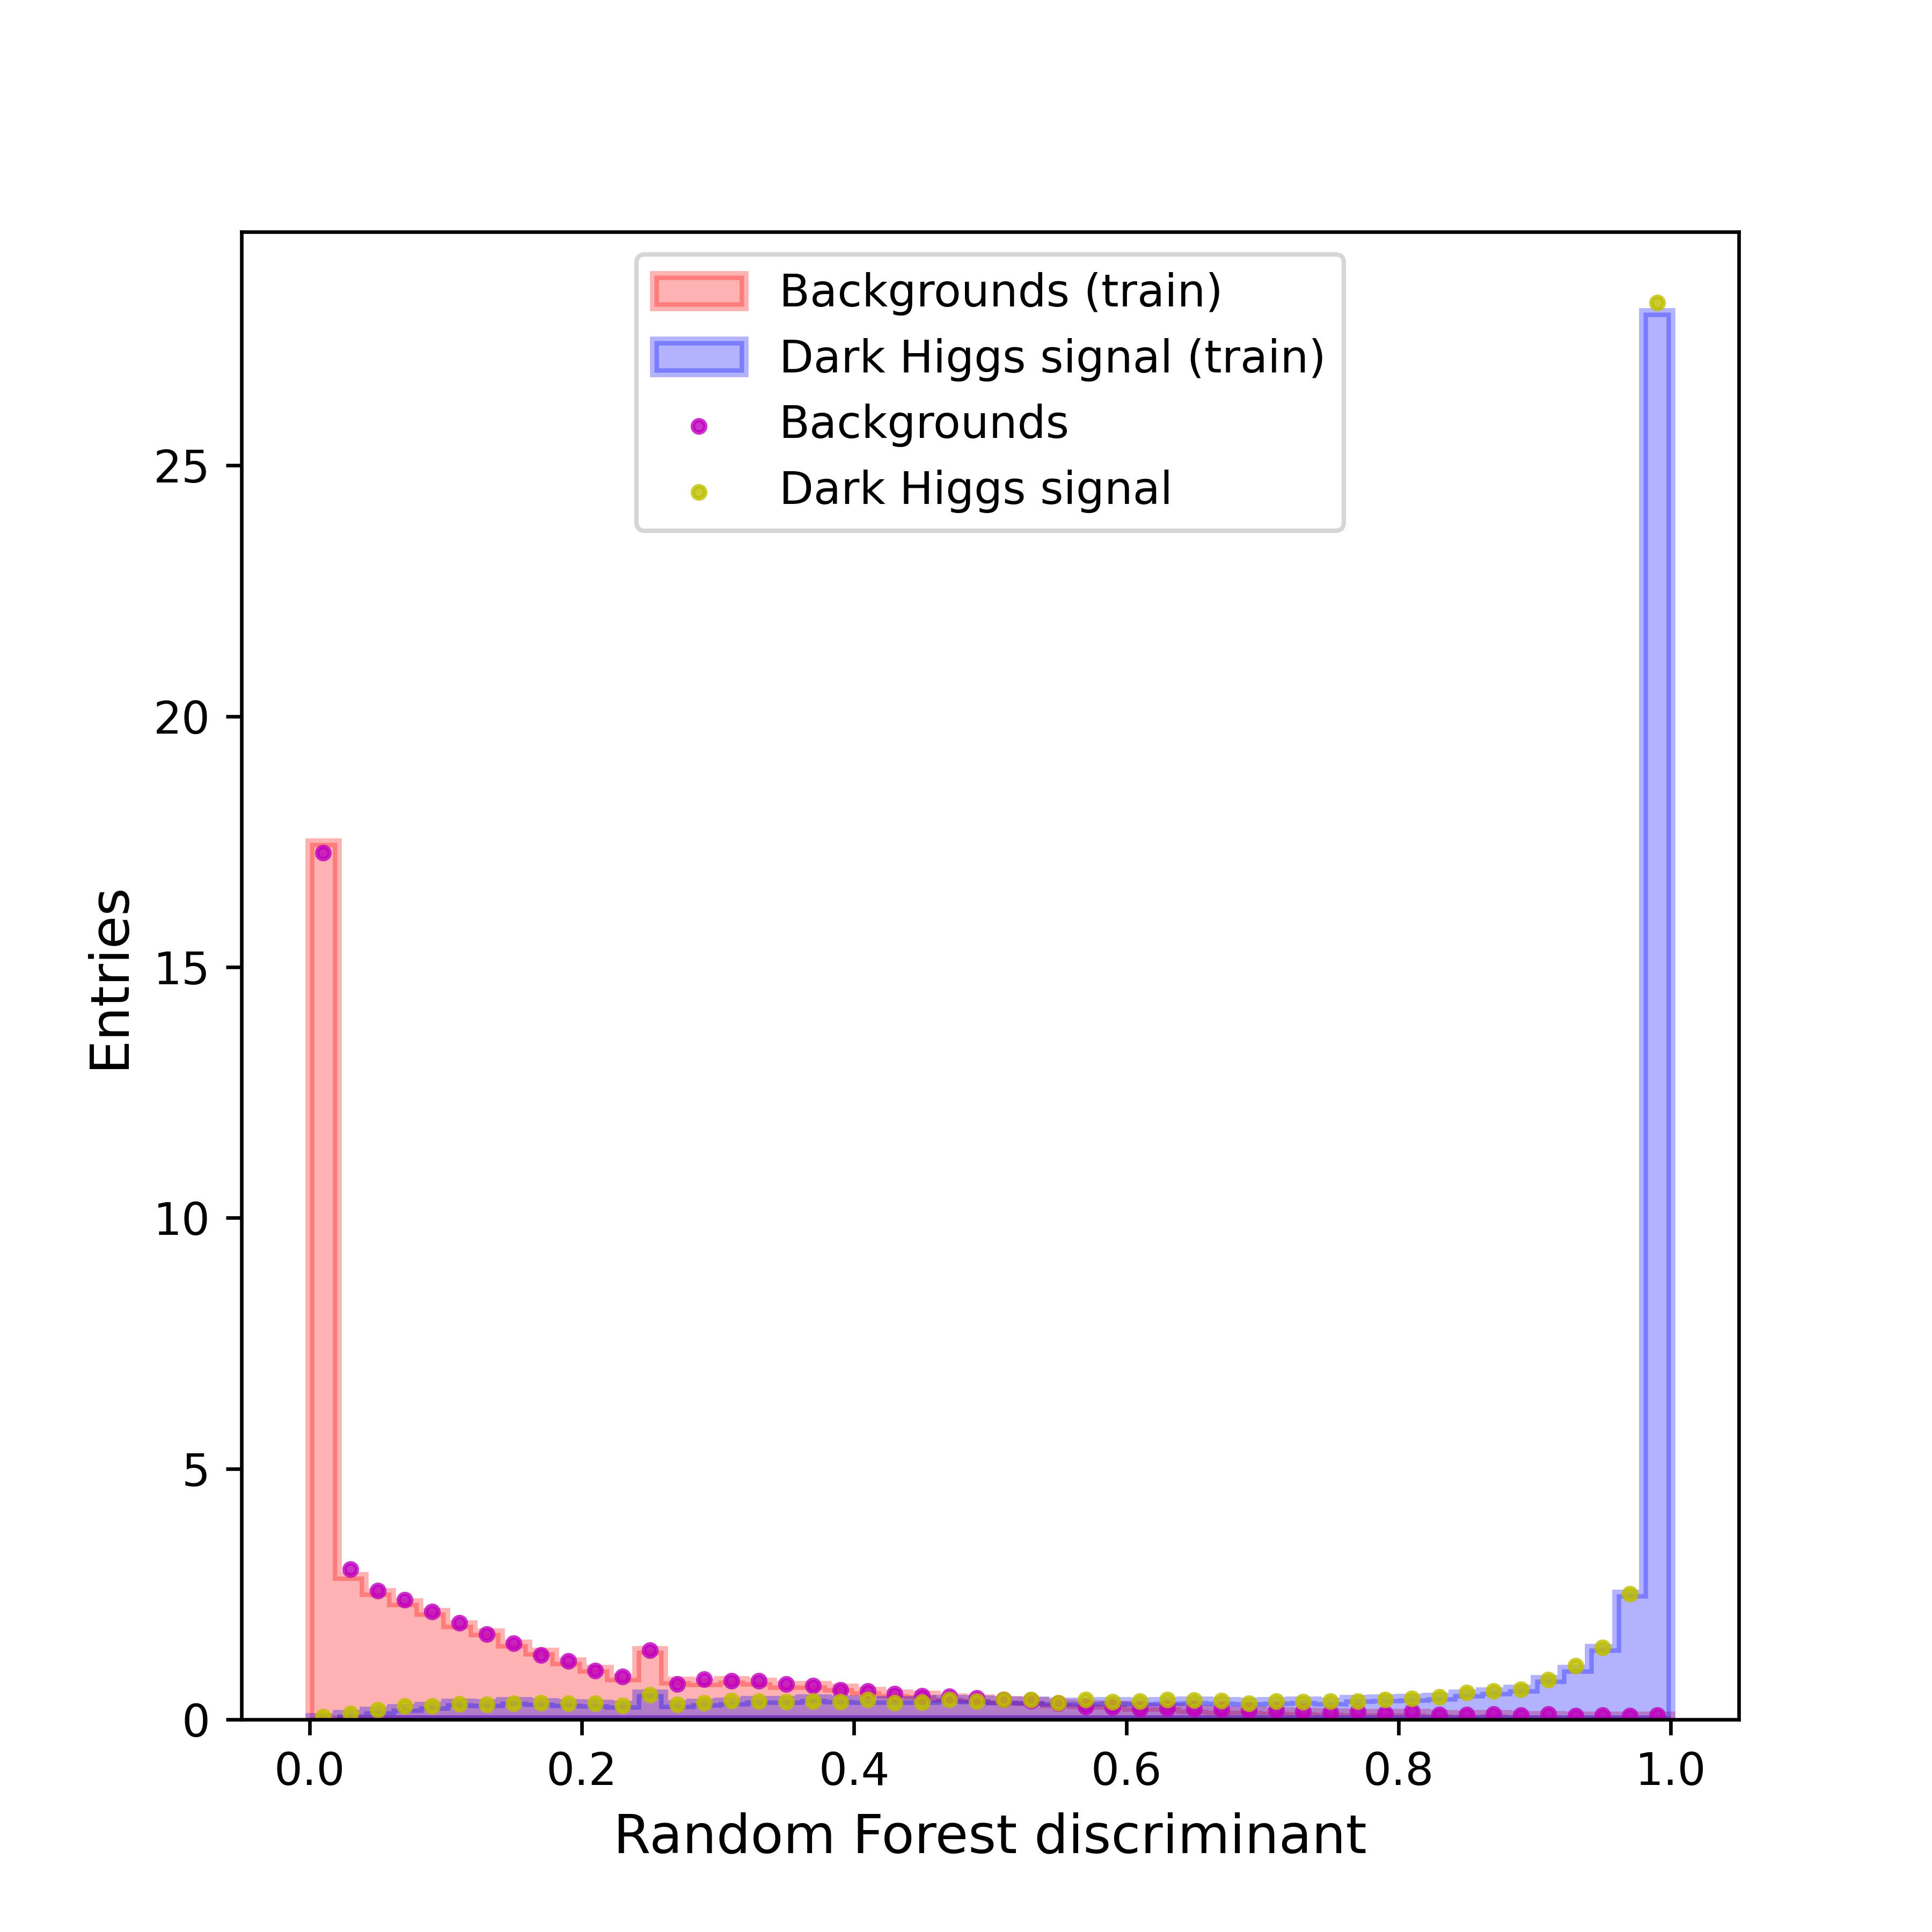 Backgrounds (train)
Dark Higgs signal (train)
Backgrounds
Dark Higgs signal
Entries
25
20
15
10
5
0
0.0 0.2 0.4 0.6 0.8 1.0
Random Forest discriminant